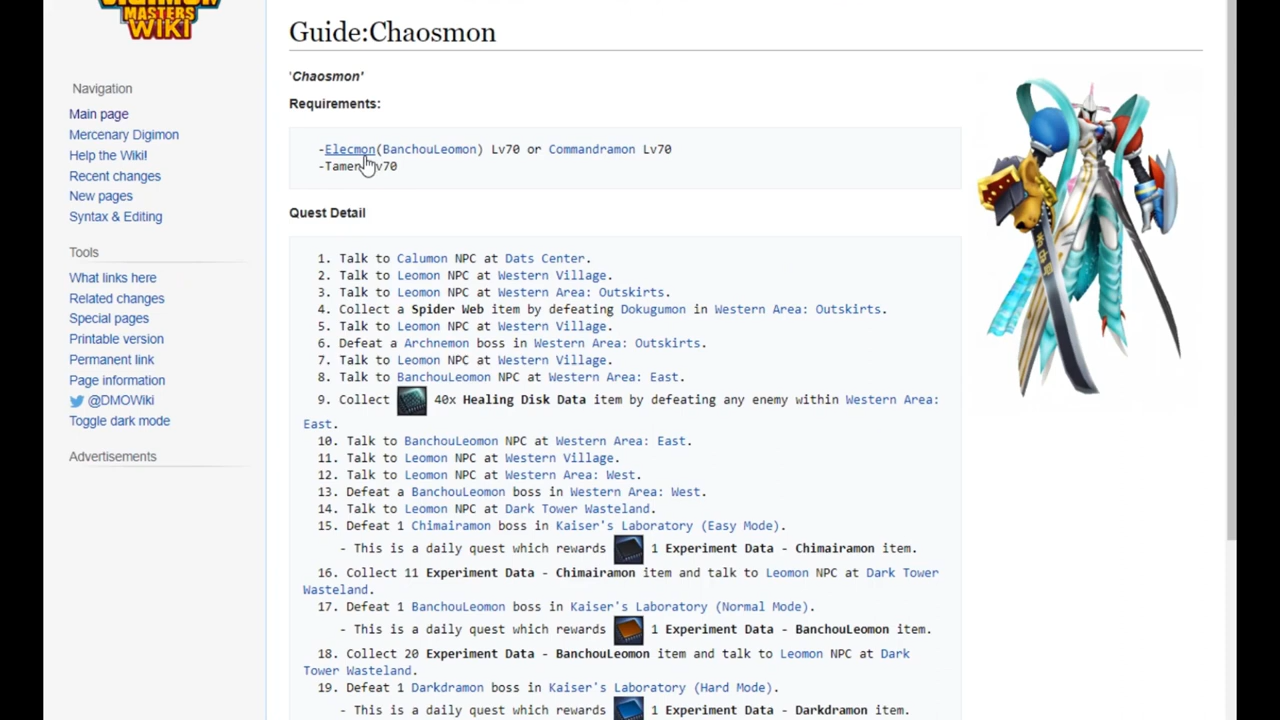 MASTERS
WIKI
Navigation
Main page
Mercenary Digimon
Help the Wiki!
Recent changes
New pages
Syntax & Editing
Tools
What links here
Related changes
Special pages
Printable version
Permanent link
Page information
@DMOWiki
Toggle dark mode
Advertisements
Guide:Chaosmon
'Chaosmon'
Requirements:
-Elecmon(BanchouLeomon) Lv70 or Commandramon Lv70
-Tamer Lv70
Quest Detail
1. Talk to Calumon NPC at Dats Center.
2. Talk to Leomon NPC at Western Village.
3. Talk to Leomon NPC at Western Area: Outskirts.
4. Collect a Spider Web item by defeating Dokugumon in Western Area: Outskirts.
5. Talk to Leomon NPC at Western Village.
6. Defeat a Archnemon boss in Western Area: Outskirts.
7. Talk to Leomon NPC at Western Village.
8. Talk to BanchouLeomon NPC at Western Area: East.
9. Collect 40x Healing Disk Data item by defeating any enemy within Western Area:
East.
10. Talk to BanchouLeomon NPC at Western Area: East.
11. Talk to Leomon NPC at Western Village.
12. Talk to Leomon NPC at Western Area: West.
13. Defeat a BanchouLeomon boss in Western Area: West.
14. Talk to Leomon NPC at Dark Tower Wasteland.
15. Defeat 1 Chimairamon boss in Kaiser's Laboratory (Easy Mode).
- This is a daily quest which rewards 1 Experiment Data - Chimairamon item.
16. Collect 11 Experiment Data - Chimairamon item and talk to Leomon NPC at Dark Tower
Wasteland.
17. Defeat 1 BanchouLeomon boss in Kaiser's Laboratory (Normal Mode).
- This is a daily quest which rewards 1 Experiment Data - BanchouLeomon item.
18. Collect 20 Experiment Data - BanchouLeomon item and talk to Leomon NPC at Dark
Tower Wasteland.
19. Defeat 1 Darkdramon boss in Kaiser's Laboratory (Hard Mode).
- This is a daily quest which rewards 1 Experiment Data - Darkdramon item.